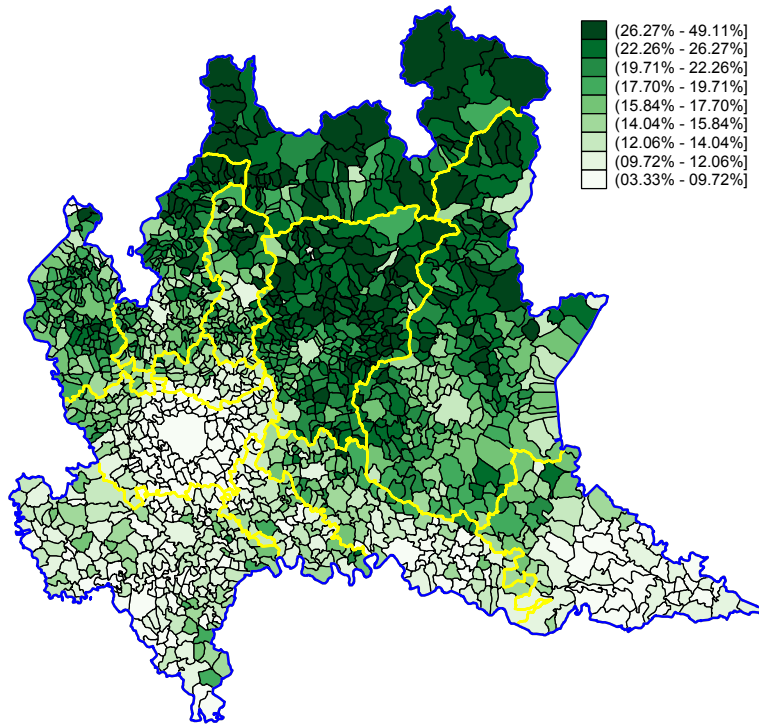 (26.27% - 49.11%]
(22.26% - 26.27%]
(19.71% - 22.26%]
(17.70% - 19.71%]
(15.84% - 17.70%]
(14.04% - 15.84%]
(12.06% - 14.04%]
(09.72% - 12.06%]
(03.33% - 09.72%]